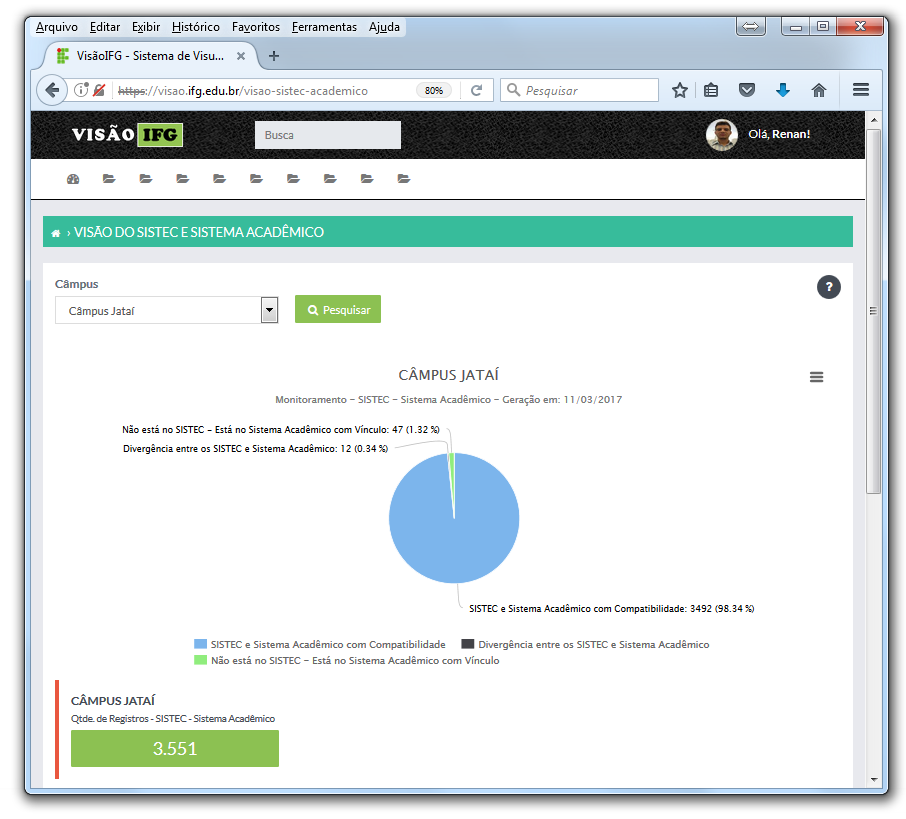 Arquivo Editar Exibir Histórico Favoritos Ferramentas Ajuda
VisãoIFG - Sistema de Visu...
https://visao.ifg.edu.br/visao-sistec-academico 80% Pesquisar
VISÃO IFG Busca Olá, Renan!
› VISÃO DO SISTEC E SISTEMA ACADÊMICO
Câmpus
?
Câmpus Jataí Pesquisar
CÂMPUS JATAÍ
Monitoramento - SISTEC - Sistema Acadêmico - Geração em: 11/03/2017
Não está no SISTEC - Está no Sistema Acadêmico com Vínculo: 47 (1.32 %)
Divergência entre os SISTEC e Sistema Acadêmico: 12 (0.34 %)
SISTEC e Sistema Acadêmico com Compatibilidade: 3492 (98.34 %)
SISTEC e Sistema Acadêmico com Compatibilidade Divergência entre os SISTEC e Sistema Acadêmico
Não está no SISTEC - Está no Sistema Acadêmico com Vínculo
CÂMPUS JATAÍ
Qtde. de Registros - SISTEC - Sistema Acadêmico
3.551